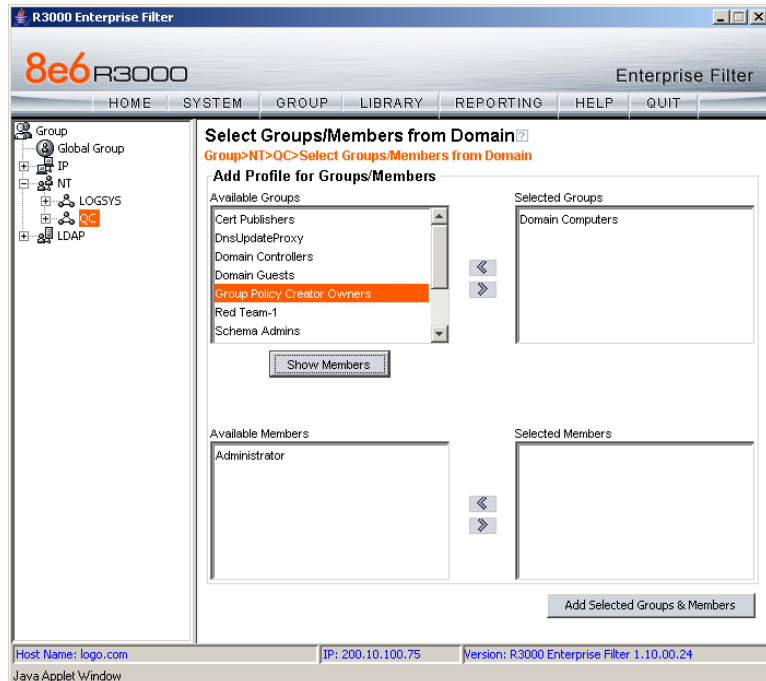 R3000 Enterprise Filter
8e6 R3000
Enterprise Filter
HOME SYSTEM GROUP LIBRARY REPORTING HELP QUIT
Group
Global Group
IP
NT
LOGSYS
QC
LDAP
Select Groups/Members from Domain?
Group>NT>QC>Select Groups/Members from Domain
Add Profile for Groups/Members
Available Groups
Cert Publishers
DnsUpdateProxy
Domain Controllers
Domain Guests
Group Policy Creator Owners
Red Team-1
Schema Admins
Selected Groups
Domain Computers
Show Members
Available Members
Administrator
Selected Members
Add Selected Groups & Members
Host Name: logo.com IP: 200.10.100.75 Version: R3000 Enterprise Filter 1.10.00.24
Java Applet Window